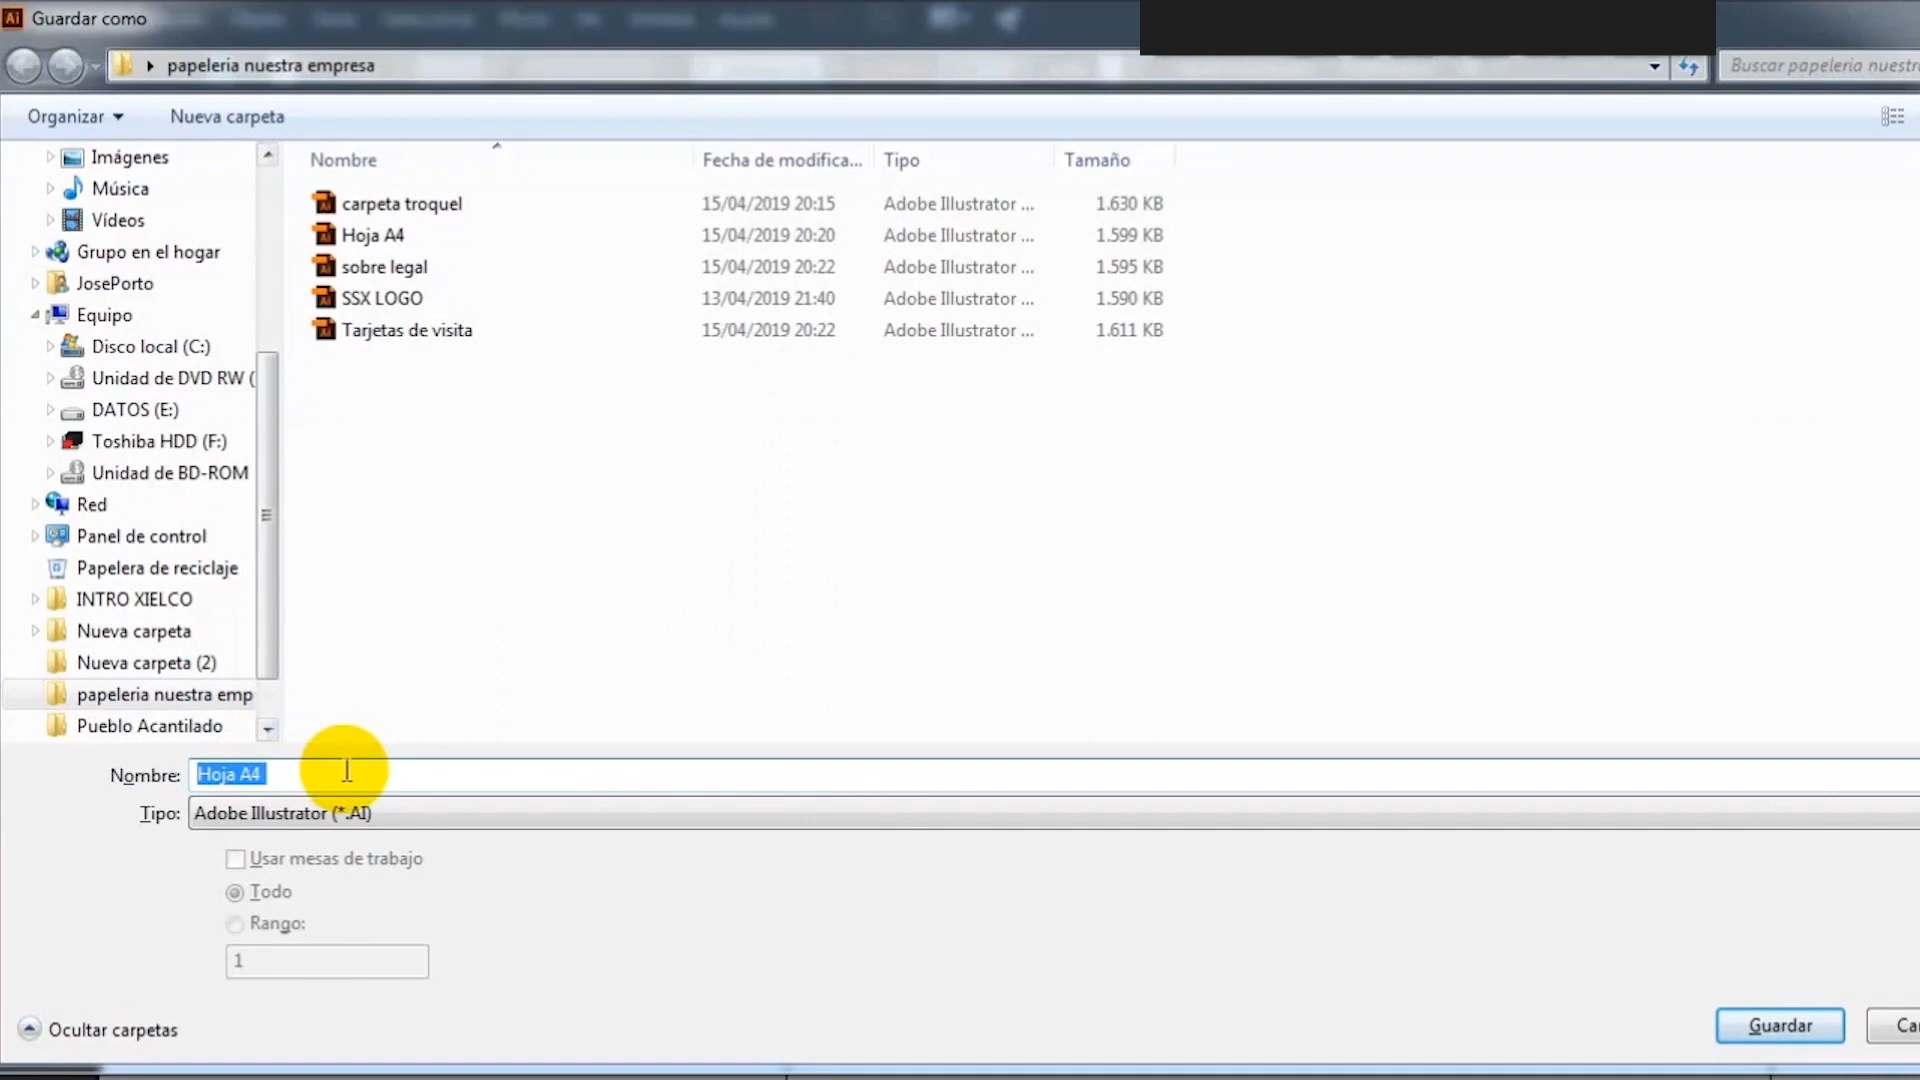 Ai Guardar como
papeleria nuestra empresa
Buscar papeleria nuestr
Organizar
Nueva carpeta
Nombre
Fecha de modifica...
Tipo
Tamaño
Imágenes
Música
Vídeos
Grupo en el hogar
JosePorto
Equipo
Disco local (C:)
Unidad de DVD RW (
DATOS (E:)
Toshiba HDD (F:)
Unidad de BD-ROM
Red
Panel de control
Papelera de reciclaje
INTRO XIELCO
Nueva carpeta
Nueva carpeta (2)
papeleria nuestra emp
Pueblo Acantilado
carpeta troquel 15/04/2019 20:15 Adobe Illustrator ... 1.630 KB
Hoja A4 15/04/2019 20:20 Adobe Illustrator ... 1.599 KB
sobre legal 15/04/2019 20:22 Adobe Illustrator ... 1.595 KB
SSX LOGO 13/04/2019 21:40 Adobe Illustrator ... 1.590 KB
Tarjetas de visita 15/04/2019 20:22 Adobe Illustrator ... 1.611 KB
Nombre: Hoja A4
Tipo: Adobe Illustrator (*.AI)
Usar mesas de trabajo
Todo
Rango:
1
Ocultar carpetas
Guardar
Ca